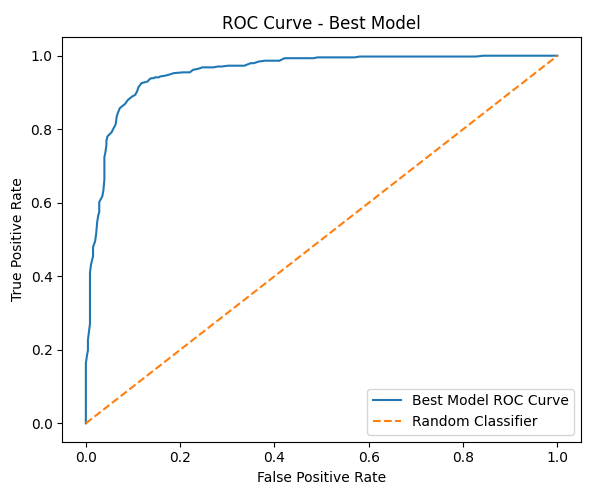 ROC Curve - Best Model
1.0
0.8
0.6
0.4
0.2
0.0
True Positive Rate
Best Model ROC Curve
Random Classifier
0.0 0.2 0.4 0.6 0.8 1.0
False Positive Rate